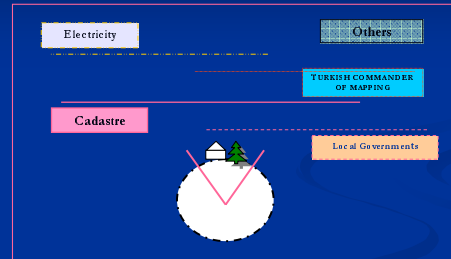 Electricity
Others
TURKISH COMMANDER
OF MAPPING
Cadastre
Local Governments